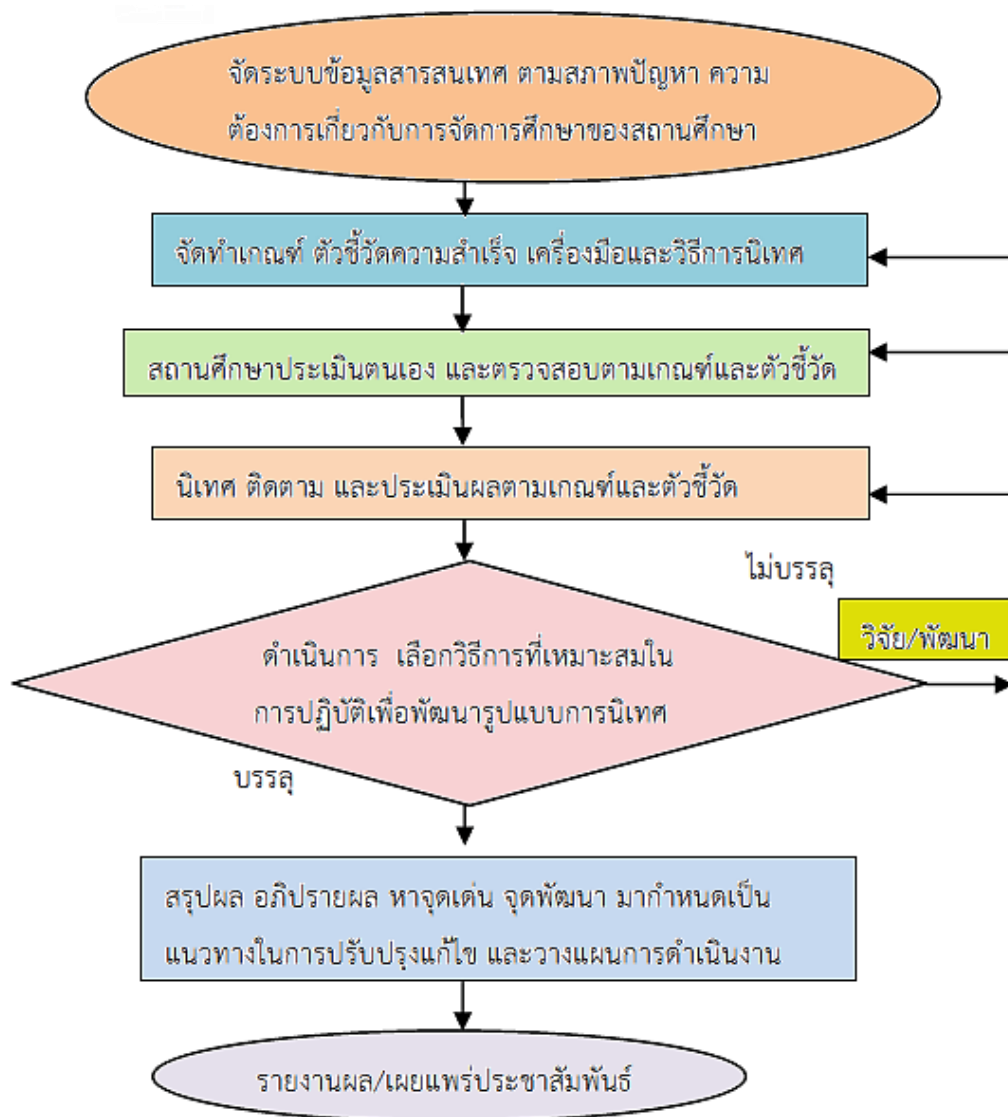 จัดระบบข้อมูลสารสนเทศ ตามสภาพปัญหา ความ
ต้องการเกี่ยวกับการจัดการศึกษาของสถานศึกษา
จัดทำเกณฑ์ ตัวชี้วัดความสำเร็จ เครื่องมือและวิธีการนิเทศ
สถานศึกษาประเมินตนเอง และตรวจสอบตามเกณฑ์และตัวชี้วัด
นิเทศ ติดตาม และประเมินผลตามเกณฑ์และตัวชี้วัด
ไม่บรรลุ
วิจัย/พัฒนา
ดำเนินการ เลือกวิธีการที่เหมาะสมใน
การปฏิบัติเพื่อพัฒนารูปแบบการนิเทศ
บรรลุ
สรุปผล อภิปรายผล หาจุดเด่น จุดพัฒนา มากำหนดเป็น
แนวทางในการปรับปรุงแก้ไข และวางแผนการดำเนินงาน
รายงานผล/เผยแพร่ประชาสัมพันธ์